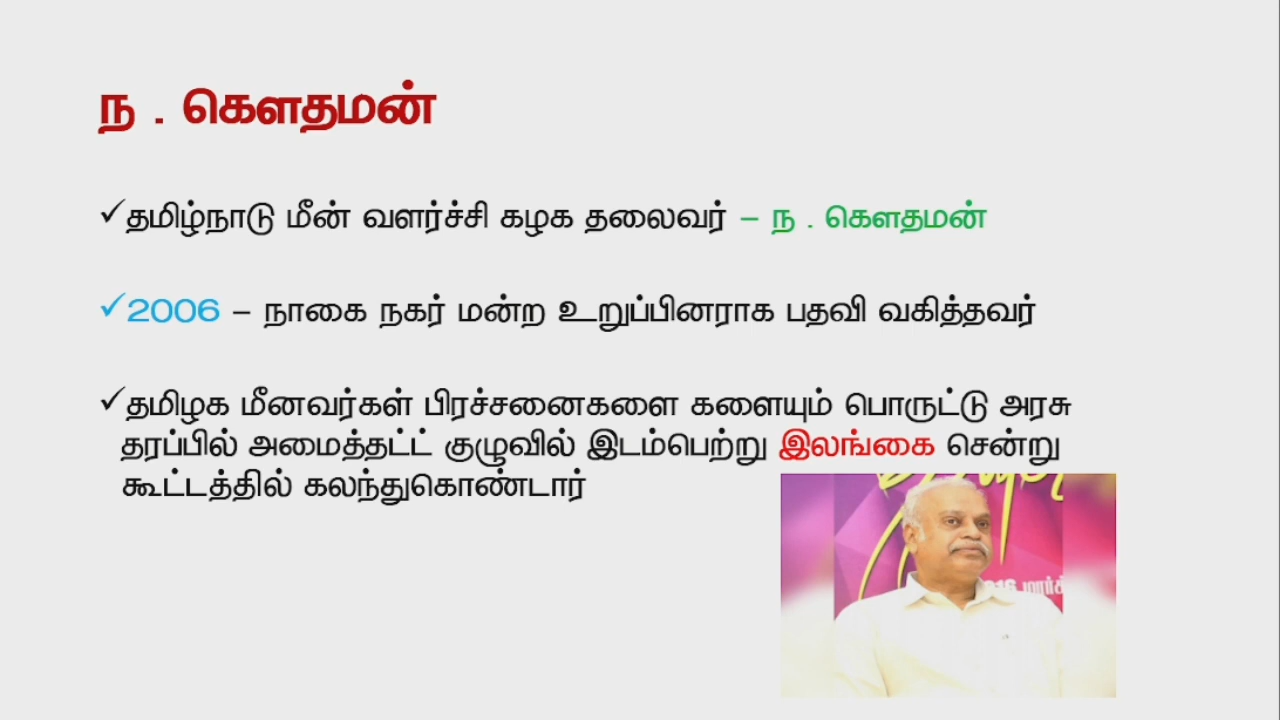 ந . கௌதமன்
✓தமிழ்நாடு மீன் வளர்ச்சி கழக தலைவர் – ந . கௌதமன்
✓2006 – நாகை நகர் மன்ற உறுப்பினராக பதவி வகித்தவர்
✓தமிழக மீனவர்கள் பிரச்சனைகளை களையும் பொருட்டு அரசு
தரப்பில் அமைத்தட்ட் குழுவில் இடம்பெற்று இலங்கை சென்று
கூட்டத்தில் கலந்துகொண்டார்